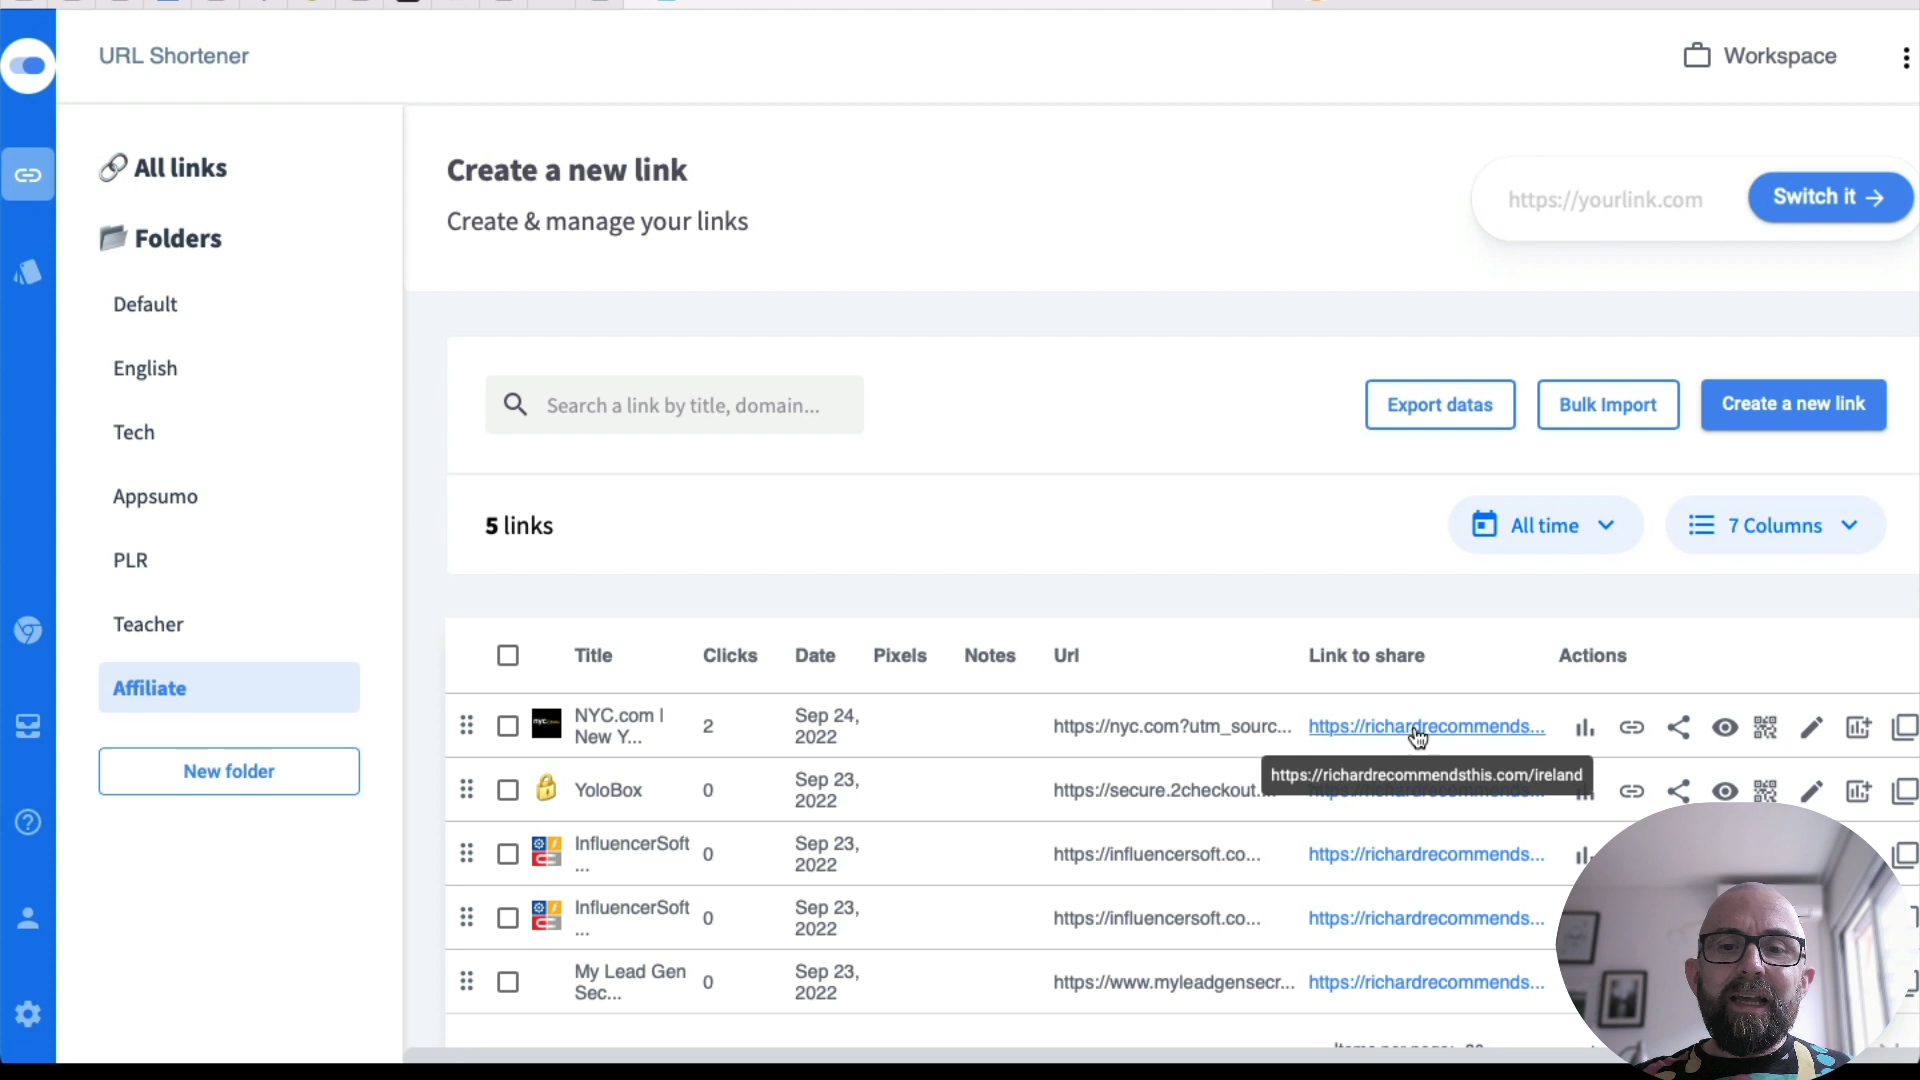 URL Shortener
Workspace
All links
Folders
Default
English
Tech
Appsumo
PLR
Teacher
Affiliate
New folder
Create a new link
Create & manage your links
https://yourlink.com
Switch it →
Search a link by title, domain...
Export datas
Bulk Import
Create a new link
5 links
All time
7 Columns
Title Clicks Date Pixels Notes Url Link to share Actions
NYC.com |
New Y...
2
Sep 24,
2022
https://nyc.com?utm_sourc...
https://richardrecommends...
https://richardrecommendsthis.com/ireland
YoloBox
0
Sep 23,
2022
https://secure.2checkout....
https://richardrecommends...
InfluencerSoft
...
0
Sep 23,
2022
https://influencersoft.co...
https://richardrecommends...
InfluencerSoft
...
0
Sep 23,
2022
https://influencersoft.co...
https://richardrecommends...
My Lead Gen
Sec...
0
Sep 23,
2022
https://www.myleadgensecr...
https://richardrecommends...